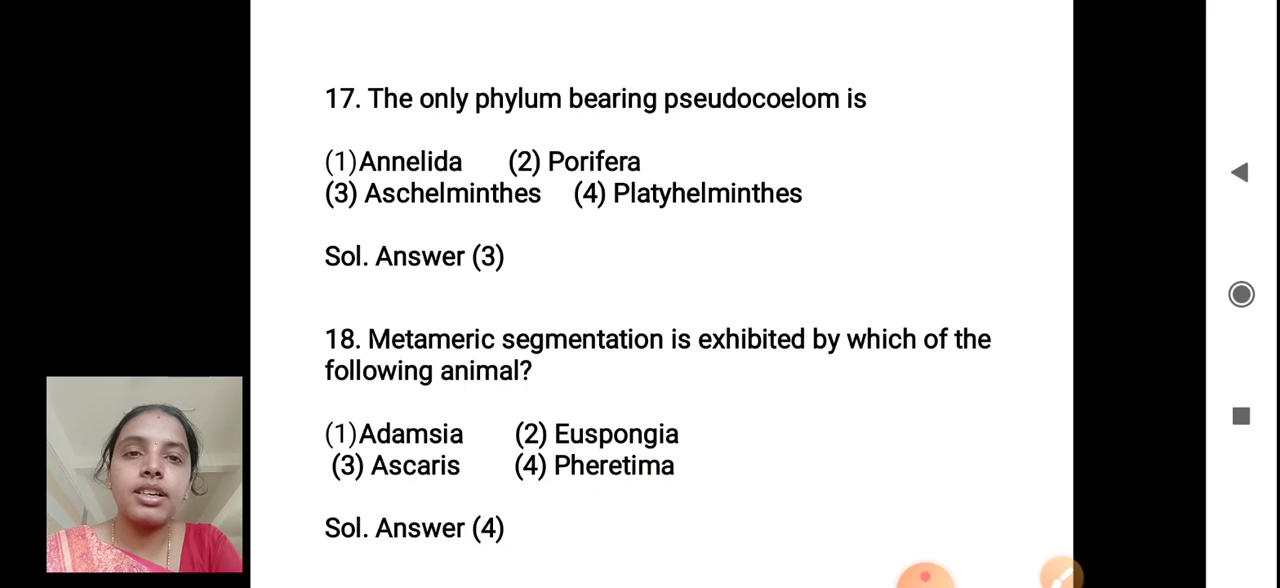 17. The only phylum bearing pseudocoelom is
(1)Annelida (2) Porifera
(3) Aschelminthes (4) Platyhelminthes
Sol. Answer (3)
18. Metameric segmentation is exhibited by which of the
following animal?
(1)Adamsia (2) Euspongia
(3) Ascaris (4) Pheretima
Sol. Answer (4)